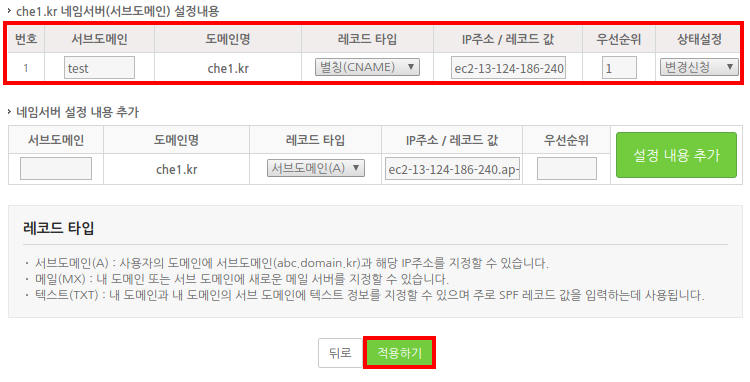 che1.kr 네임서버(서브도메인) 설정내용
번호 서브도메인 도메인명 레코드 타입 IP주소 / 레코드 값 우선순위 상태설정
1 test che1.kr 별칭(CNAME) ec2-13-124-186-240 1 변경신청
네임서버 설정 내용 추가
서브도메인 도메인명 레코드 타입 IP주소 / 레코드 값 우선순위
che1.kr 서브도메인(A) ec2-13-124-186-240.ap- 설정 내용 추가
레코드 타입
· 서브도메인(A) : 사용자의 도메인에 서브도메인(abc.domain.kr)과 해당 IP주소를 지정할 수 있습니다.
· 메일(MX) : 내 도메인 또는 서브 도메인에 새로운 메일 서버를 지정할 수 있습니다.
· 텍스트(TXT) : 내 도메인과 내 도메인의 서브 도메인에 텍스트 정보를 지정할 수 있으며 주로 SPF 레코드 값을 입력하는데 사용됩니다.
뒤로 적용하기